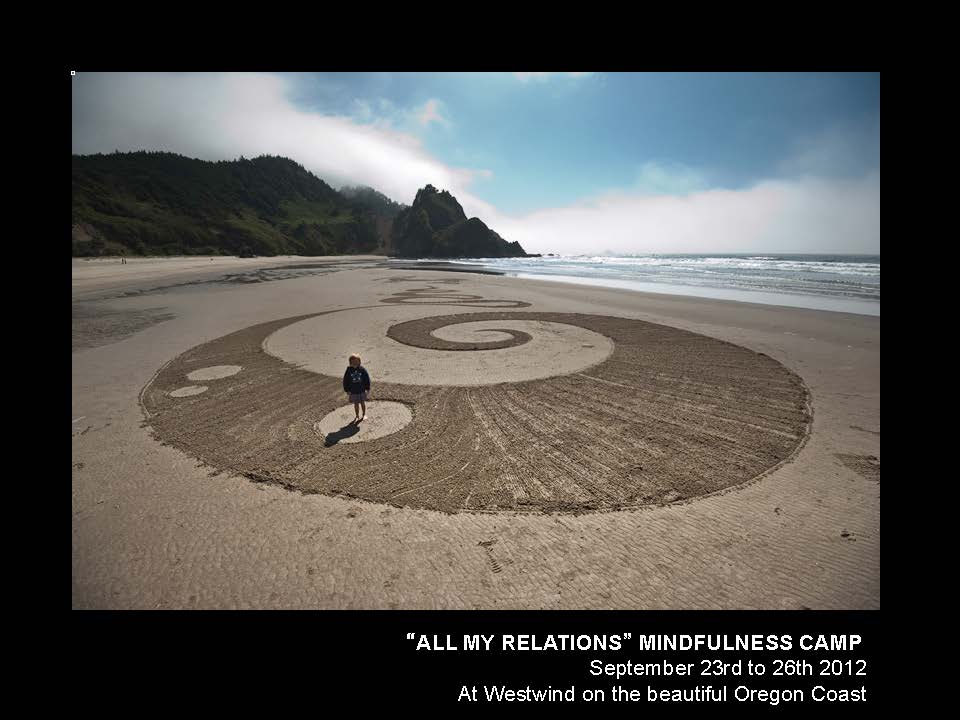 “ALL MY RELATIONS” MINDFULNESS CAMP
September 23rd to 26th 2012
At Westwind on the beautiful Oregon Coast